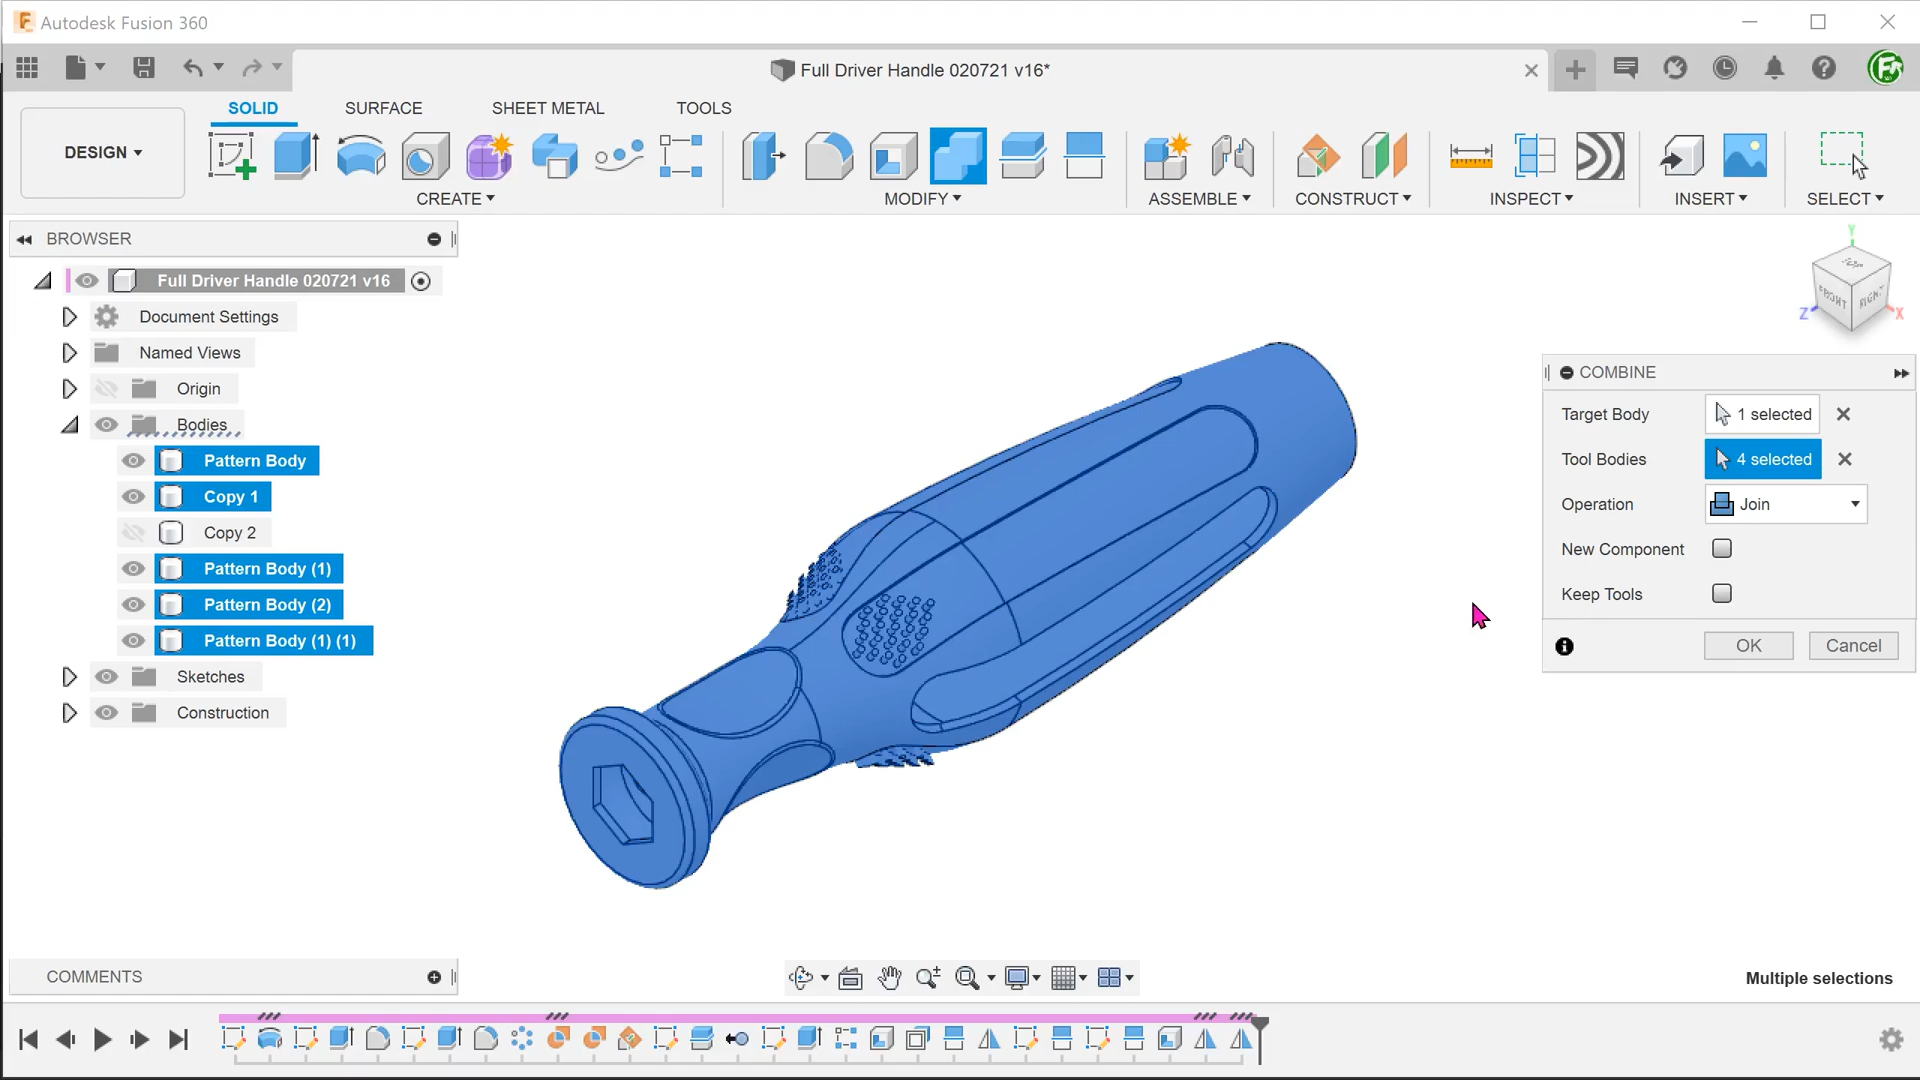 Autodesk Fusion 360
Full Driver Handle 020721 v16*
SOLID SURFACE SHEET METAL TOOLS
DESIGN
CREATE MODIFY ASSEMBLE CONSTRUCT INSPECT INSERT SELECT
BROWSER
Full Driver Handle 020721 v16
Document Settings
Named Views
Origin
Bodies
Pattern Body
Copy 1
Copy 2
Pattern Body (1)
Pattern Body (2)
Pattern Body (1) (1)
Sketches
Construction
Y
TOP
FRONT RIGHT
Z X
COMBINE
Target Body 1 selected
Tool Bodies 4 selected
Operation Join
New Component
Keep Tools
OK Cancel
COMMENTS
Multiple selections